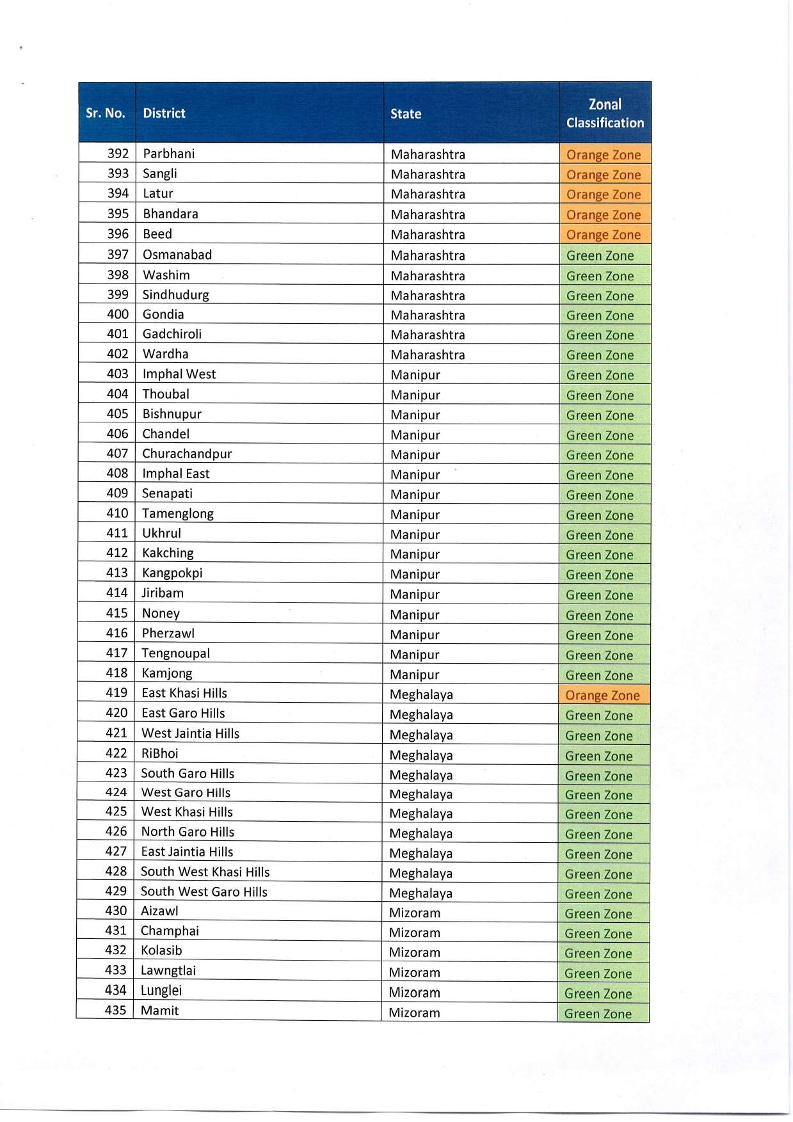 Sr. No. District State Zonal Classification
392 Parbhani Maharashtra Orange Zone
393 Sangli Maharashtra Orange Zone
394 Latur Maharashtra Orange Zone
395 Bhandara Maharashtra Orange Zone
396 Beed Maharashtra Orange Zone
397 Osmanabad Maharashtra Green Zone
398 Washim Maharashtra Green Zone
399 Sindhudurg Maharashtra Green Zone
400 Gondia Maharashtra Green Zone
401 Gadchiroli Maharashtra Green Zone
402 Wardha Maharashtra Green Zone
403 Imphal West Manipur Green Zone
404 Thoubal Manipur Green Zone
405 Bishnupur Manipur Green Zone
406 Chandel Manipur Green Zone
407 Churachandpur Manipur Green Zone
408 Imphal East Manipur Green Zone
409 Senapati Manipur Green Zone
410 Tamenglong Manipur Green Zone
411 Ukhrul Manipur Green Zone
412 Kakching Manipur Green Zone
413 Kangpokpi Manipur Green Zone
414 Jiribam Manipur Green Zone
415 Noney Manipur Green Zone
416 Pherzawl Manipur Green Zone
417 Tengnoupal Manipur Green Zone
418 Kamjong Manipur Green Zone
419 East Khasi Hills Meghalaya Orange Zone
420 East Garo Hills Meghalaya Green Zone
421 West Jaintia Hills Meghalaya Green Zone
422 RiBhoi Meghalaya Green Zone
423 South Garo Hills Meghalaya Green Zone
424 West Garo Hills Meghalaya Green Zone
425 West Khasi Hills Meghalaya Green Zone
426 North Garo Hills Meghalaya Green Zone
427 East Jaintia Hills Meghalaya Green Zone
428 South West Khasi Hills Meghalaya Green Zone
429 South West Garo Hills Meghalaya Green Zone
430 Aizawl Mizoram Green Zone
431 Champhai Mizoram Green Zone
432 Kolasib Mizoram Green Zone
433 Lawngtlai Mizoram Green Zone
434 Lunglei Mizoram Green Zone
435 Mamit Mizoram Green Zone